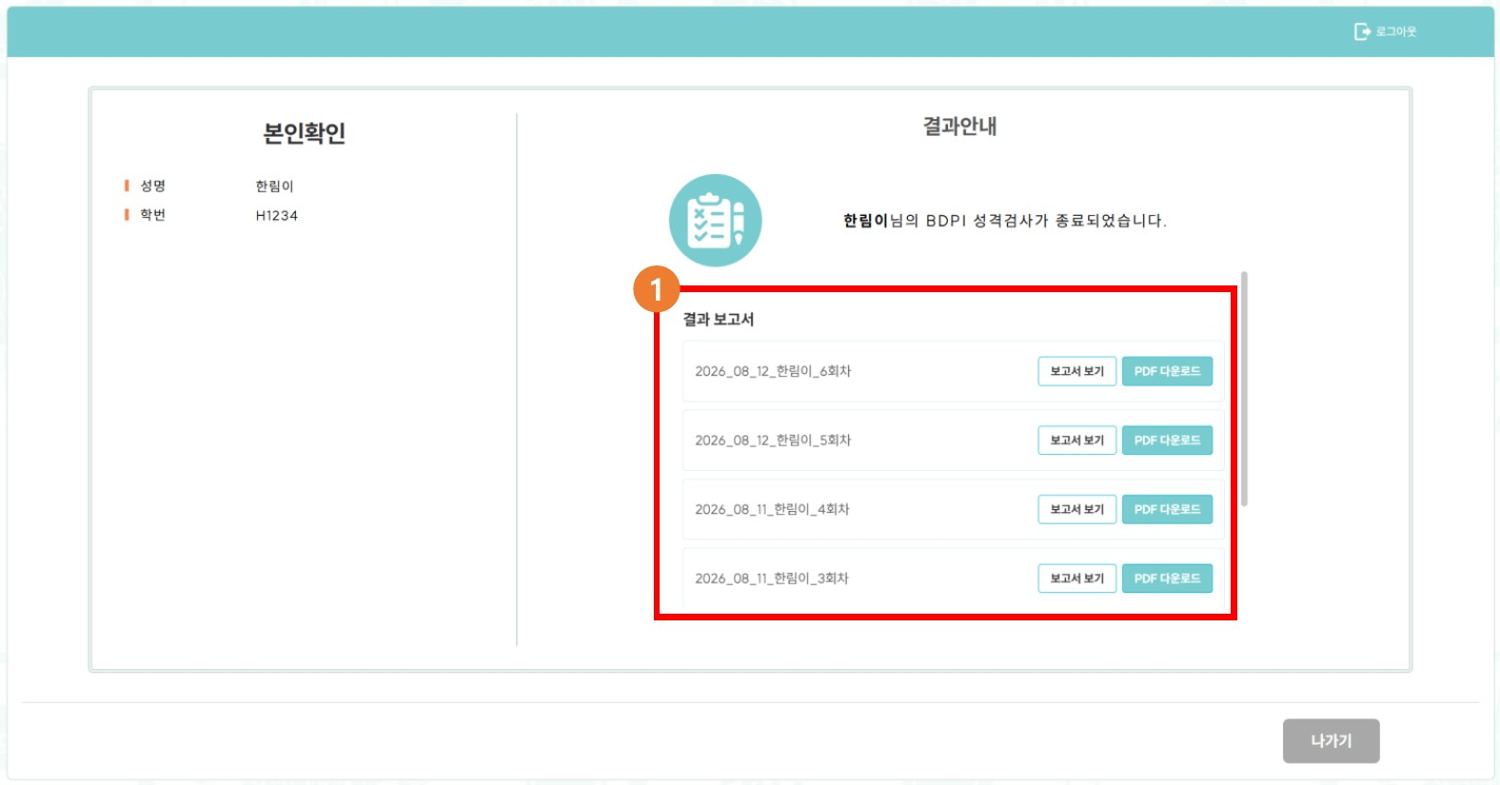 로그아웃
본인확인
성명 한림이
학번 H1234
결과안내
한림이님의 BDPI 성격검사가 종료되었습니다.
1
결과 보고서
2026_08_12_한림이_6회차 보고서 보기 PDF 다운로드
2026_08_12_한림이_5회차 보고서 보기 PDF 다운로드
2026_08_11_한림이_4회차 보고서 보기 PDF 다운로드
2026_08_11_한림이_3회차 보고서 보기 PDF 다운로드
나가기